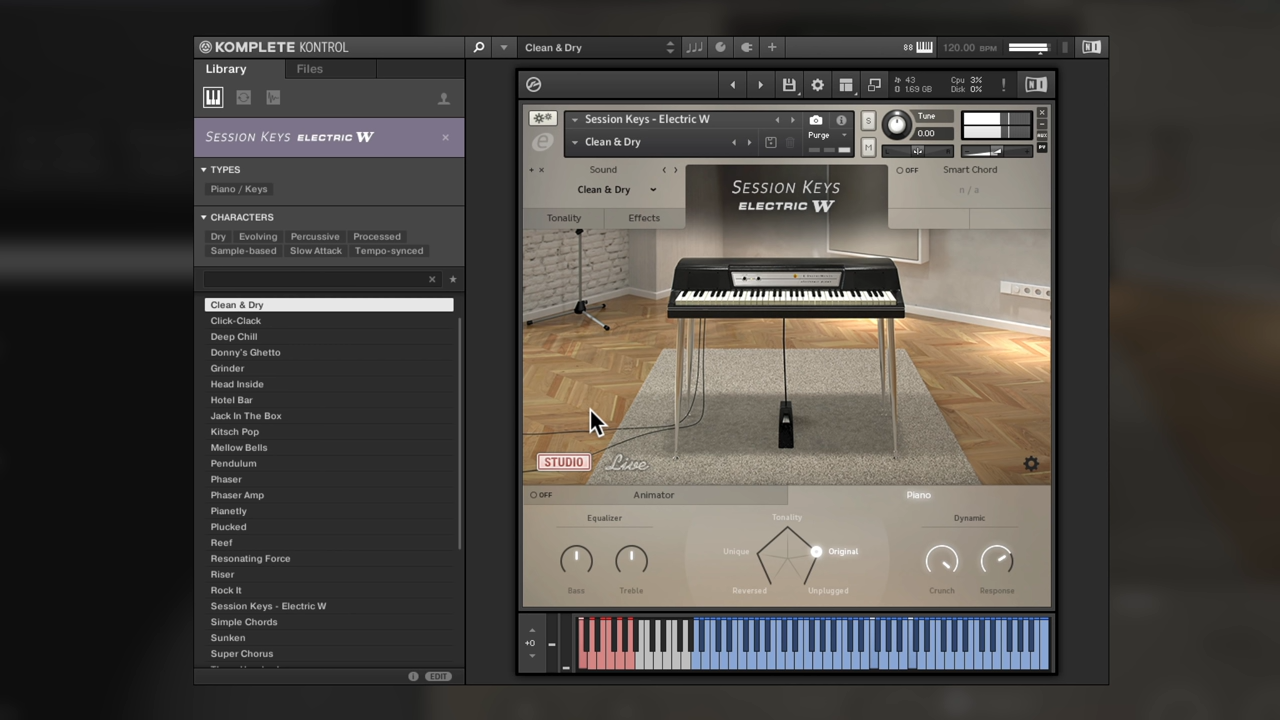 KOMPLETE KONTROL
Clean & Dry
88
120.00 BPM
Library
Files
SESSION KEYS ELECTRIC W
TYPES
Piano / Keys
CHARACTERS
Dry
Evolving
Percussive
Processed
Sample-based
Slow Attack
Tempo-synced
Clean & Dry
Click-Clack
Deep Chill
Donny's Ghetto
Grinder
Head Inside
Hotel Bar
Jack In The Box
Kitsch Pop
Mellow Bells
Pendulum
Phaser
Phaser Amp
Pianetly
Plucked
Reef
Resonating Force
Riser
Rock It
Session Keys - Electric W
Simple Chords
Sunken
Super Chorus
EDIT
43
1.69 GB
Cpu 3%
Disk 0%
Session Keys - Electric W
Clean & Dry
Purge
S
M
Tune
0.00
AUX
PV
Sound
Clean & Dry
Tonality
Effects
SESSION KEYS
ELECTRIC W
OFF
Smart Chord
n / a
STUDIO
Live
OFF
Animator
Piano
Equalizer
Bass
Treble
Tonality
Unique
Original
Reversed
Unplugged
Dynamic
Crunch
Response
+0